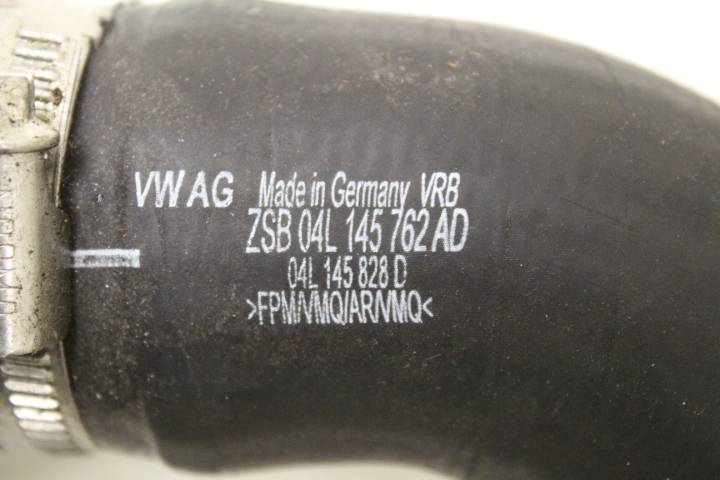 VW AG Made in Germany VRB
ZSB 04L 145 762 AD
04L 145 828 D
>FPM/VMQ/AR/VMQ<